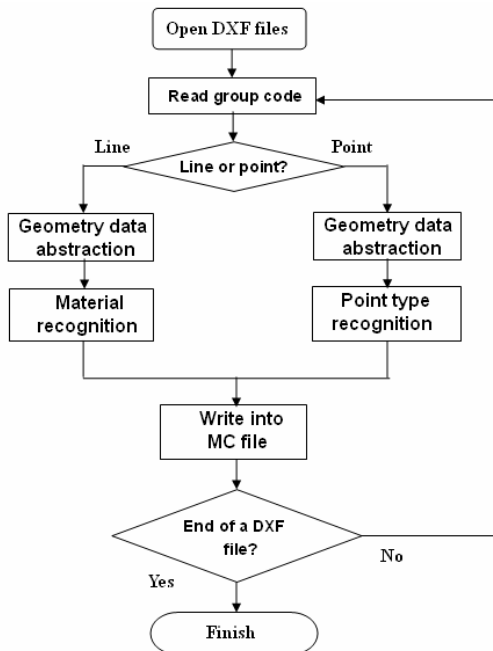 Open DXF files
Read group code
Line
Point
Line or point?
Geometry data
abstraction
Geometry data
abstraction
Material
recognition
Point type
recognition
Write into
MC file
End of a DXF
file?
No
Yes
Finish